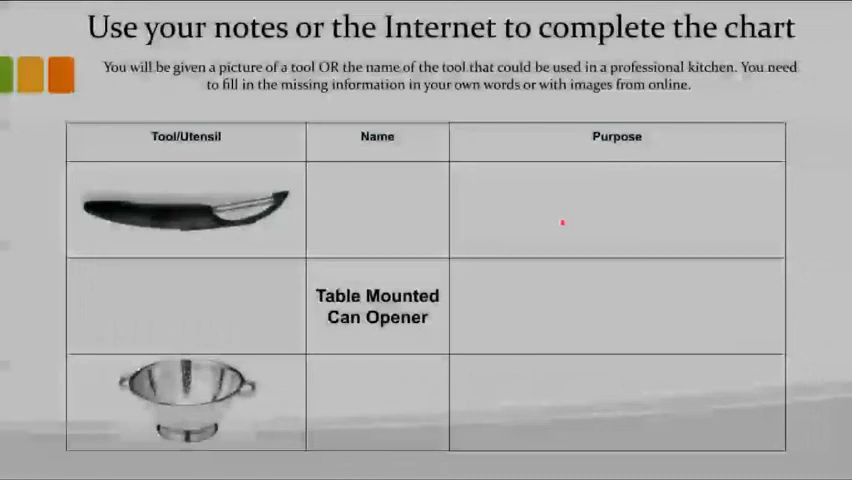 Use your notes or the Internet to complete the chart
You will be given a picture of a tool OR the name of the tool that could be used in a professional kitchen. You need
to fill in the missing information in your own words or with images from online.
Tool/Utensil
Name
Purpose
Table Mounted
Can Opener